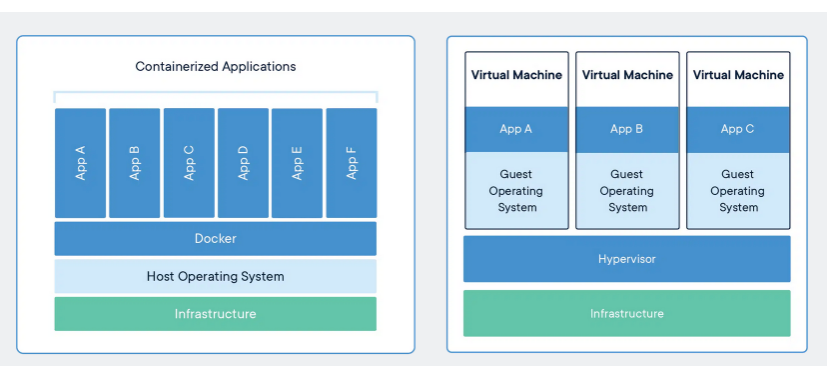 Containerized Applications
App A
App B
App C
App D
App E
App F
Docker
Host Operating System
Infrastructure
Virtual Machine
App A
Guest
Operating
System
Virtual Machine
App B
Guest
Operating
System
Virtual Machine
App C
Guest
Operating
System
Hypervisor
Infrastructure